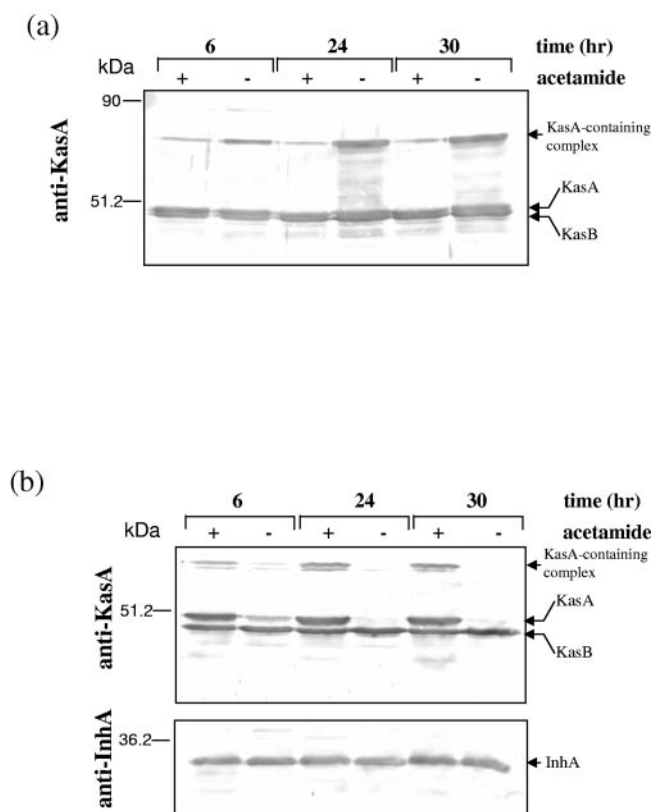 (a)
6 24 30 time (hr)
kDa + - + - + - acetamide
90
KasA-containing
complex
anti-KasA
51.2
KasA
KasB
(b)
6 24 30 time (hr)
kDa + - + - + - acetamide
KasA-containing
complex
anti-KasA
51.2
KasA
KasB
36.2
anti-InhA
InhA